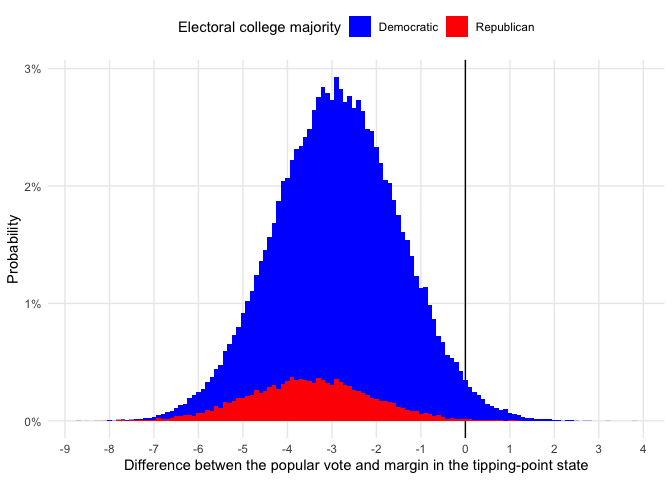 Electoral college majority Democratic Republican
3%
2%
1%
0%
Probability
-9 -8 -7 -6 -5 -4 -3 -2 -1 0 1 2 3 4
Difference betwen the popular vote and margin in the tipping-point state